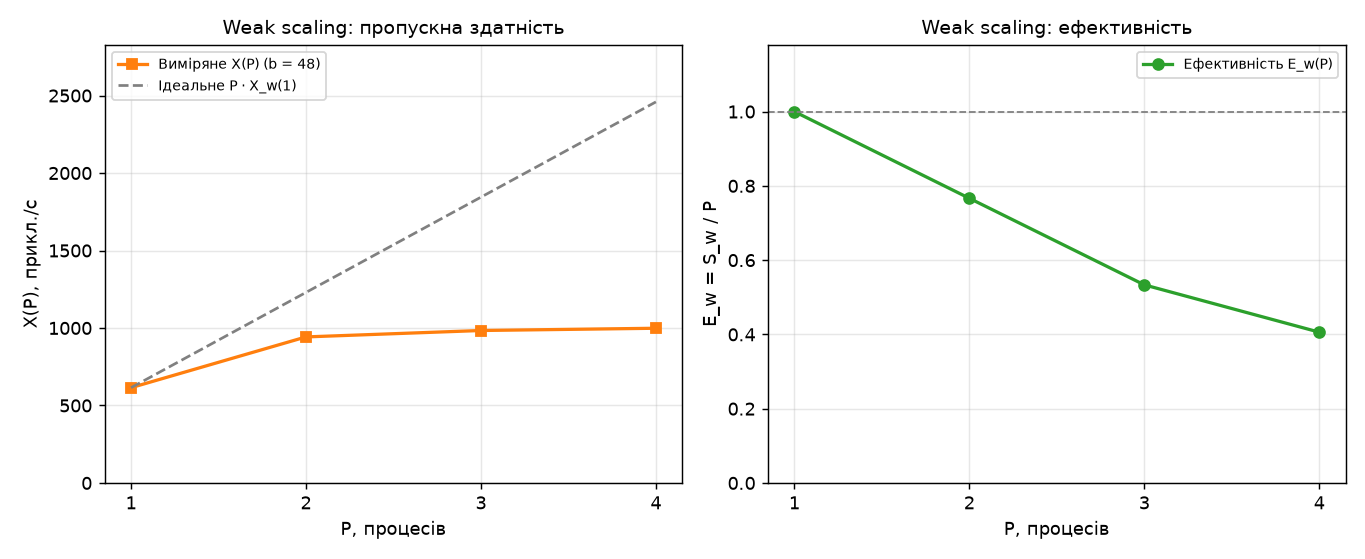 Weak scaling: пропускна здатність
Виміряне X(P) (b = 48)
Ідеальне P · X_w(1)
X(P), прикл./с
2500
2000
1500
1000
500
0
1 2 3 4
P, процесів
Weak scaling: ефективність
Ефективність E_w(P)
E_w = S_w / P
1.0
0.8
0.6
0.4
0.2
0.0
1 2 3 4
P, процесів